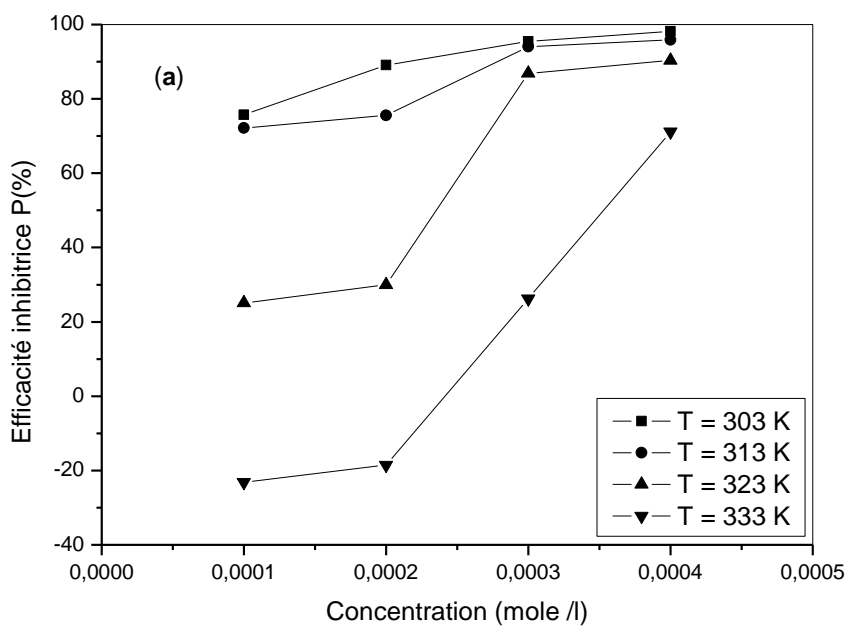 (a)
Efficacité inhibitrice P(%)
100
80
60
40
20
0
-20
-40
0,0000
0,0001
0,0002
0,0003
0,0004
0,0005
Concentration (mole /l)
T = 303 K
T = 313 K
T = 323 K
T = 333 K